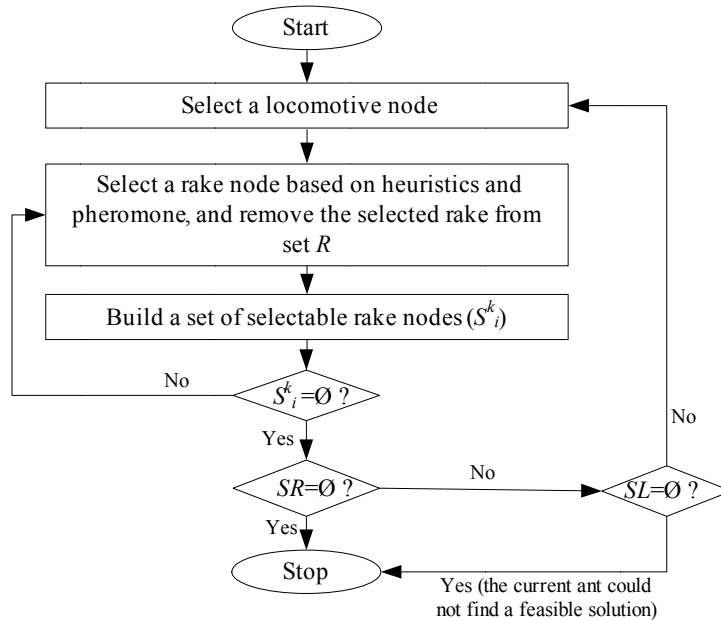 Start
Select a locomotive node
Select a rake node based on heuristics and
pheromone, and remove the selected rake from
set R
Build a set of selectable rake nodes (S^k_i)
No
S^k_i=Ø ?
No
Yes
SR=Ø ?
No
SL=Ø ?
Yes
Stop
Yes (the current ant could
not find a feasible solution)